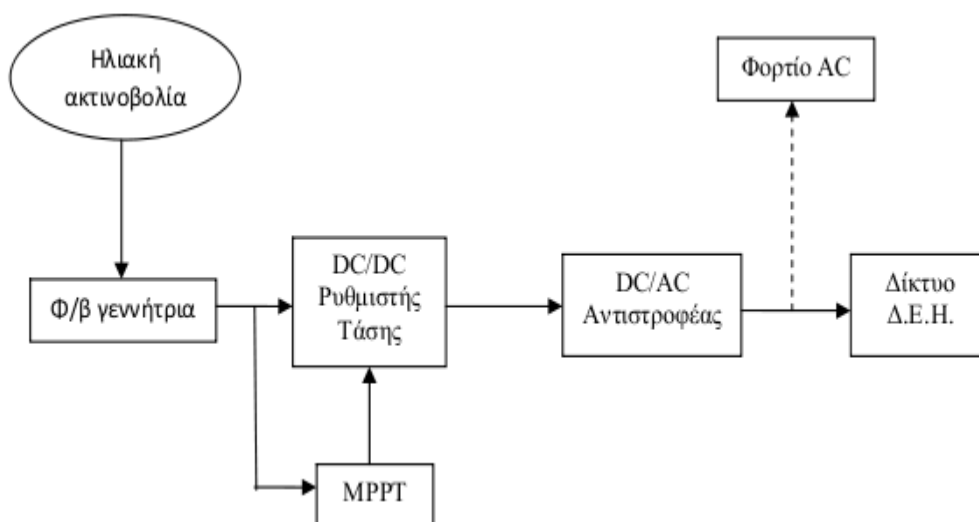 Ηλιακή
ακτινοβολία
Φορτίο AC
Φ/β γεννήτρια
DC/DC
Ρυθμιστής
Τάσης
DC/AC
Αντιστροφέας
Δίκτυο
Δ.Ε.Η.
MPPT